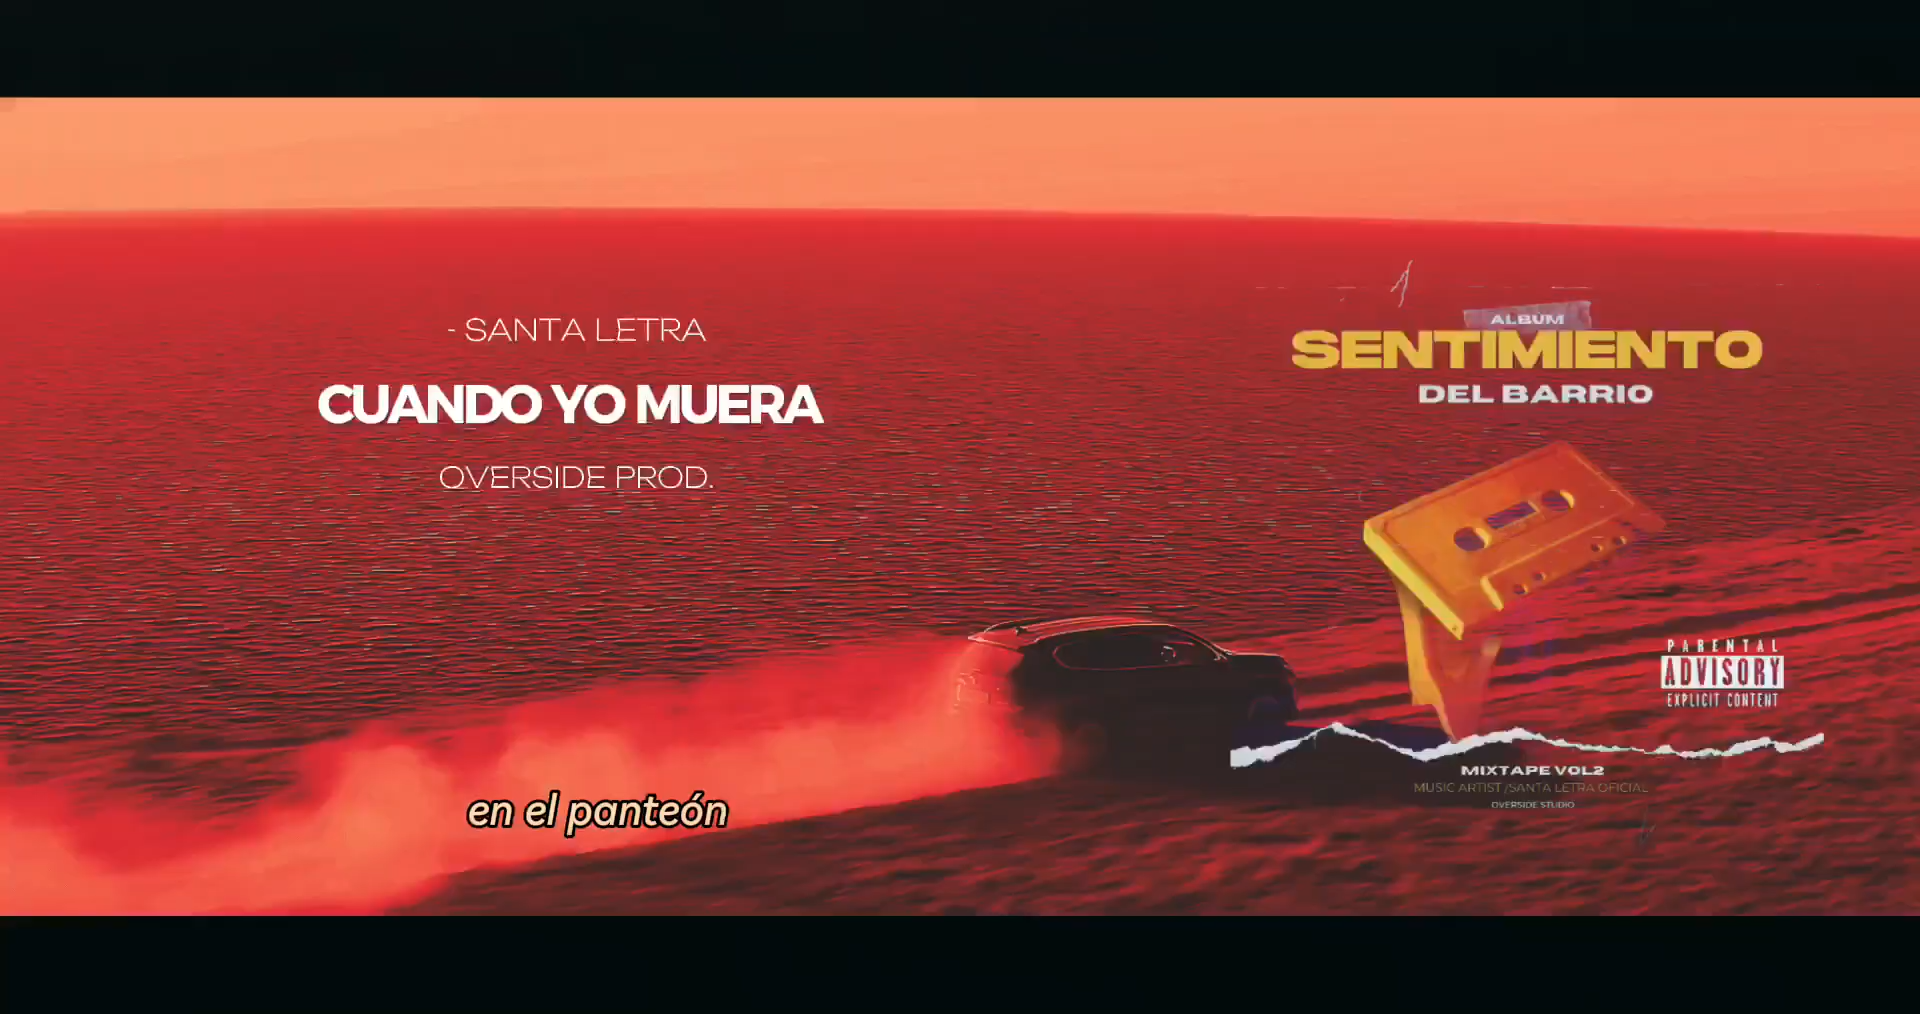 - SANTA LETRA
CUANDO YO MUERA
OVERSIDE PROD.
ALBUM
SENTIMIENTO
DEL BARRIO
PARENTAL
ADVISORY
EXPLICIT CONTENT
MIXTAPE VOL2
MUSIC ARTIST /SANTA LETRA OFICIAL
OVERSIDE STUDIO
en el panteón